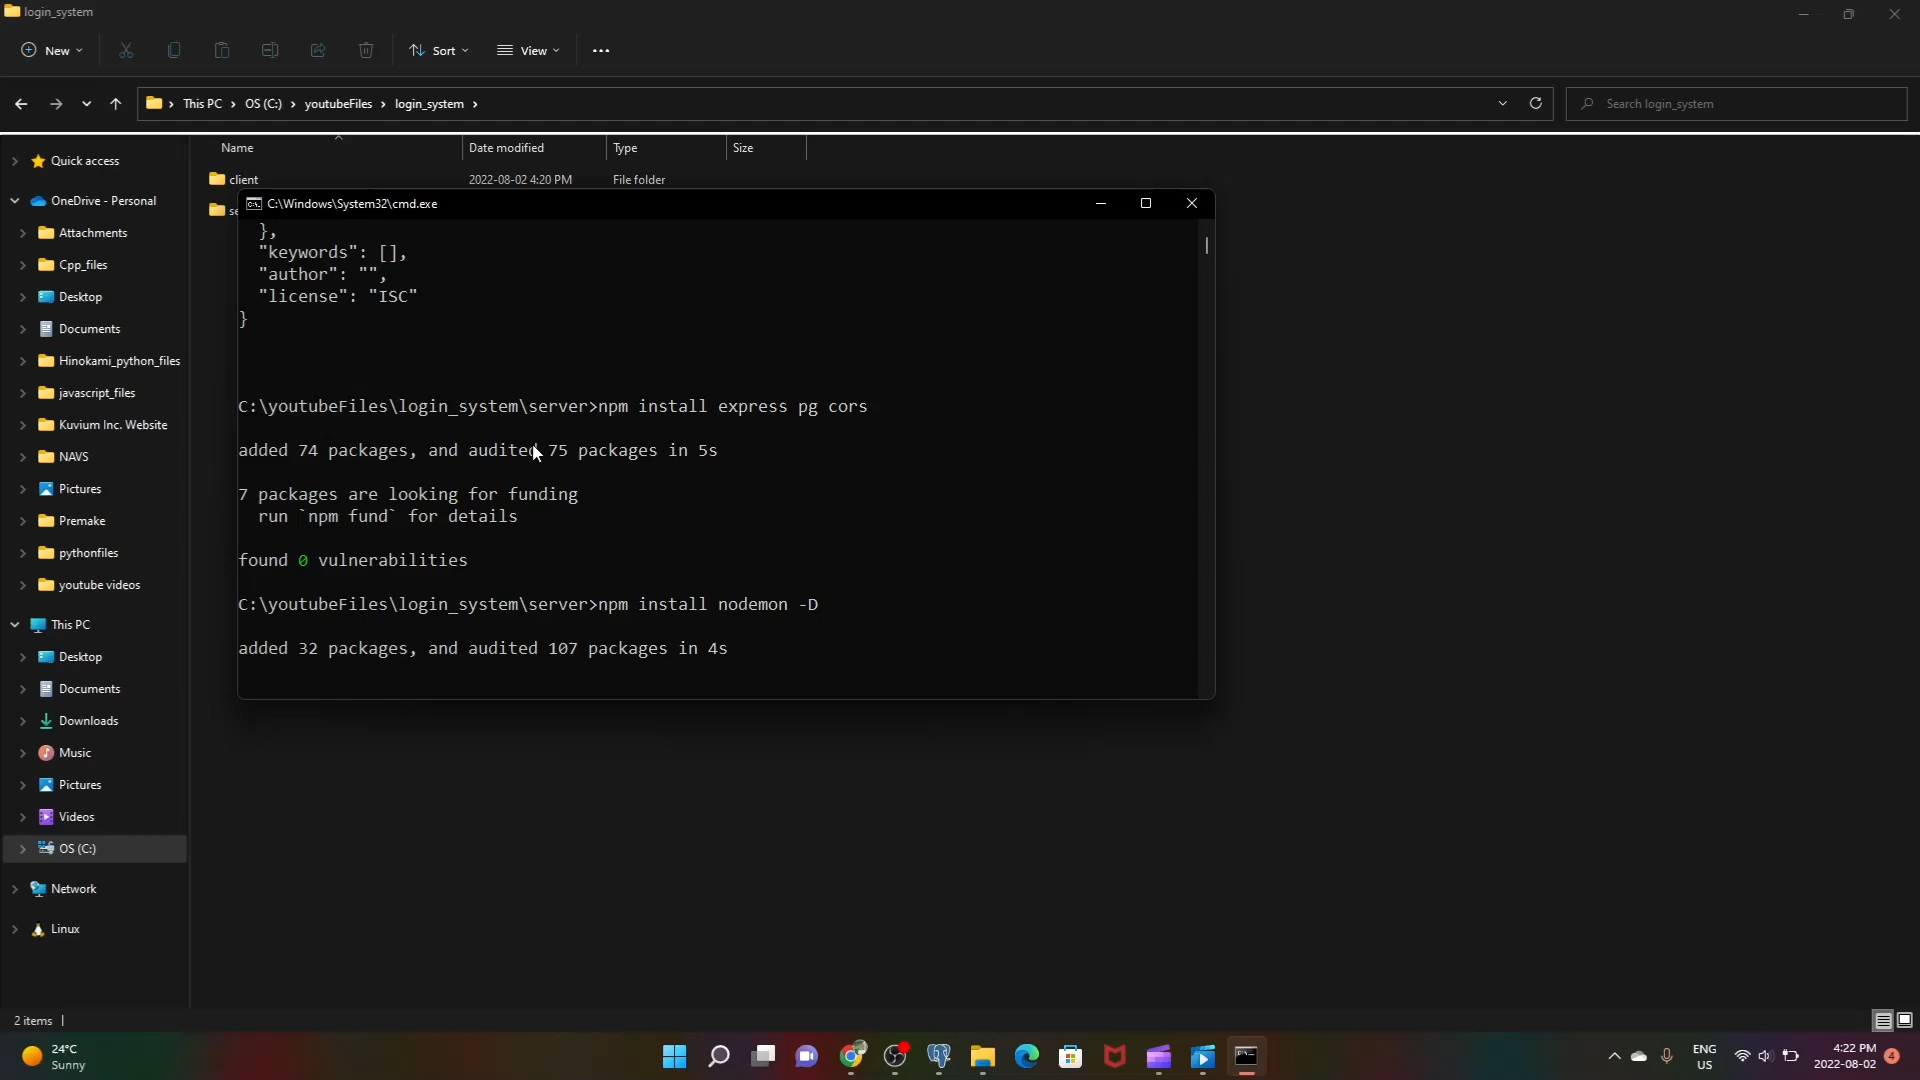 login_system
New
Sort
View
This PC
OS (C:)
youtubeFiles
login_system
Search login_system
Name
Date modified
Type
Size
client
2022-08-02 4:20 PM
File folder
Quick access
OneDrive - Personal
Attachments
Cpp_files
Desktop
Documents
Hinokami_python_files
javascript_files
Kuvium Inc. Website
NAVS
Pictures
Premake
pythonfiles
youtube videos
This PC
Desktop
Documents
Downloads
Music
Pictures
Videos
OS (C:)
Network
Linux
se
C:\Windows\System32\cmd.exe
},
"keywords": [],
"author": "",
"license": "ISC"
}
C:\youtubeFiles\login_system\server>npm install express pg cors
added 74 packages, and audited 75 packages in 5s
7 packages are looking for funding
run `npm fund` for details
found 0 vulnerabilities
C:\youtubeFiles\login_system\server>npm install nodemon -D
added 32 packages, and audited 107 packages in 4s
2 items
24°C
Sunny
ENG
US
4:22 PM
2022-08-02
4